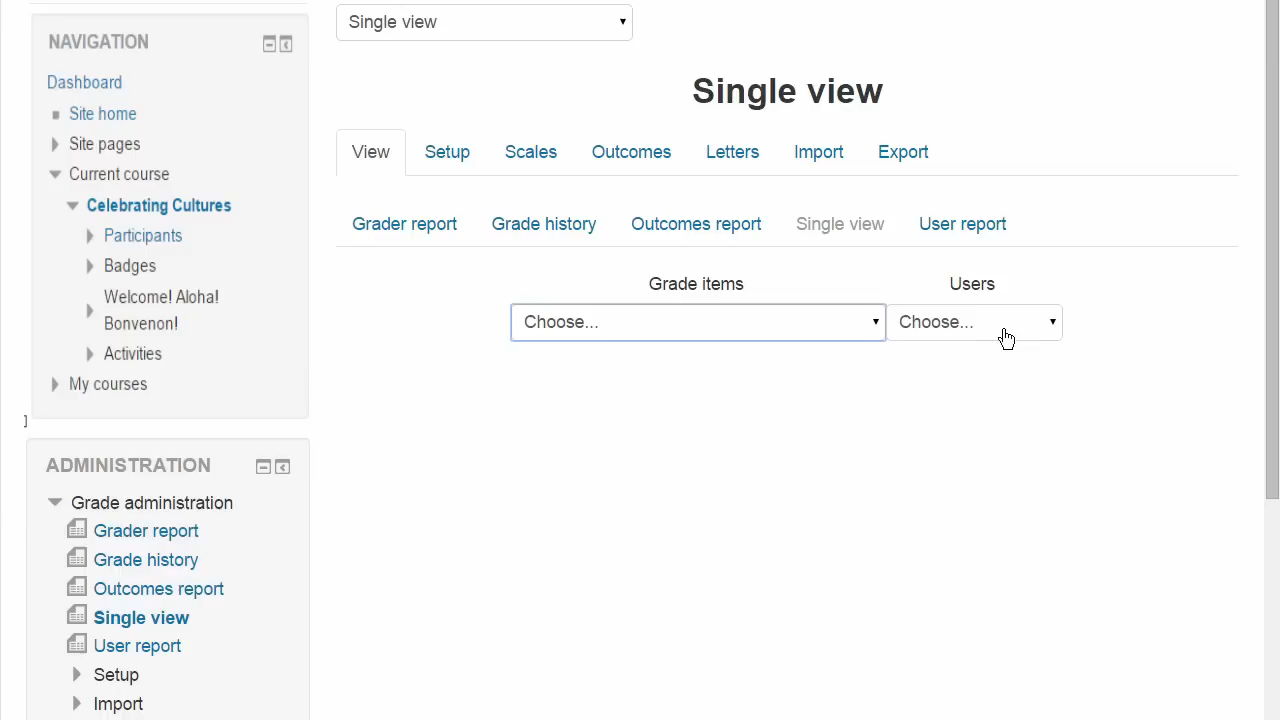 NAVIGATION
Dashboard
Site home
Site pages
Current course
Celebrating Cultures
Participants
Badges
Welcome! Aloha!
Bonvenon!
Activities
My courses
]
ADMINISTRATION
Grade administration
Grader report
Grade history
Outcomes report
Single view
User report
Setup
Import
Single view
Single view
View Setup Scales Outcomes Letters Import Export
Grader report Grade history Outcomes report Single view User report
Grade items Users
Choose... Choose...